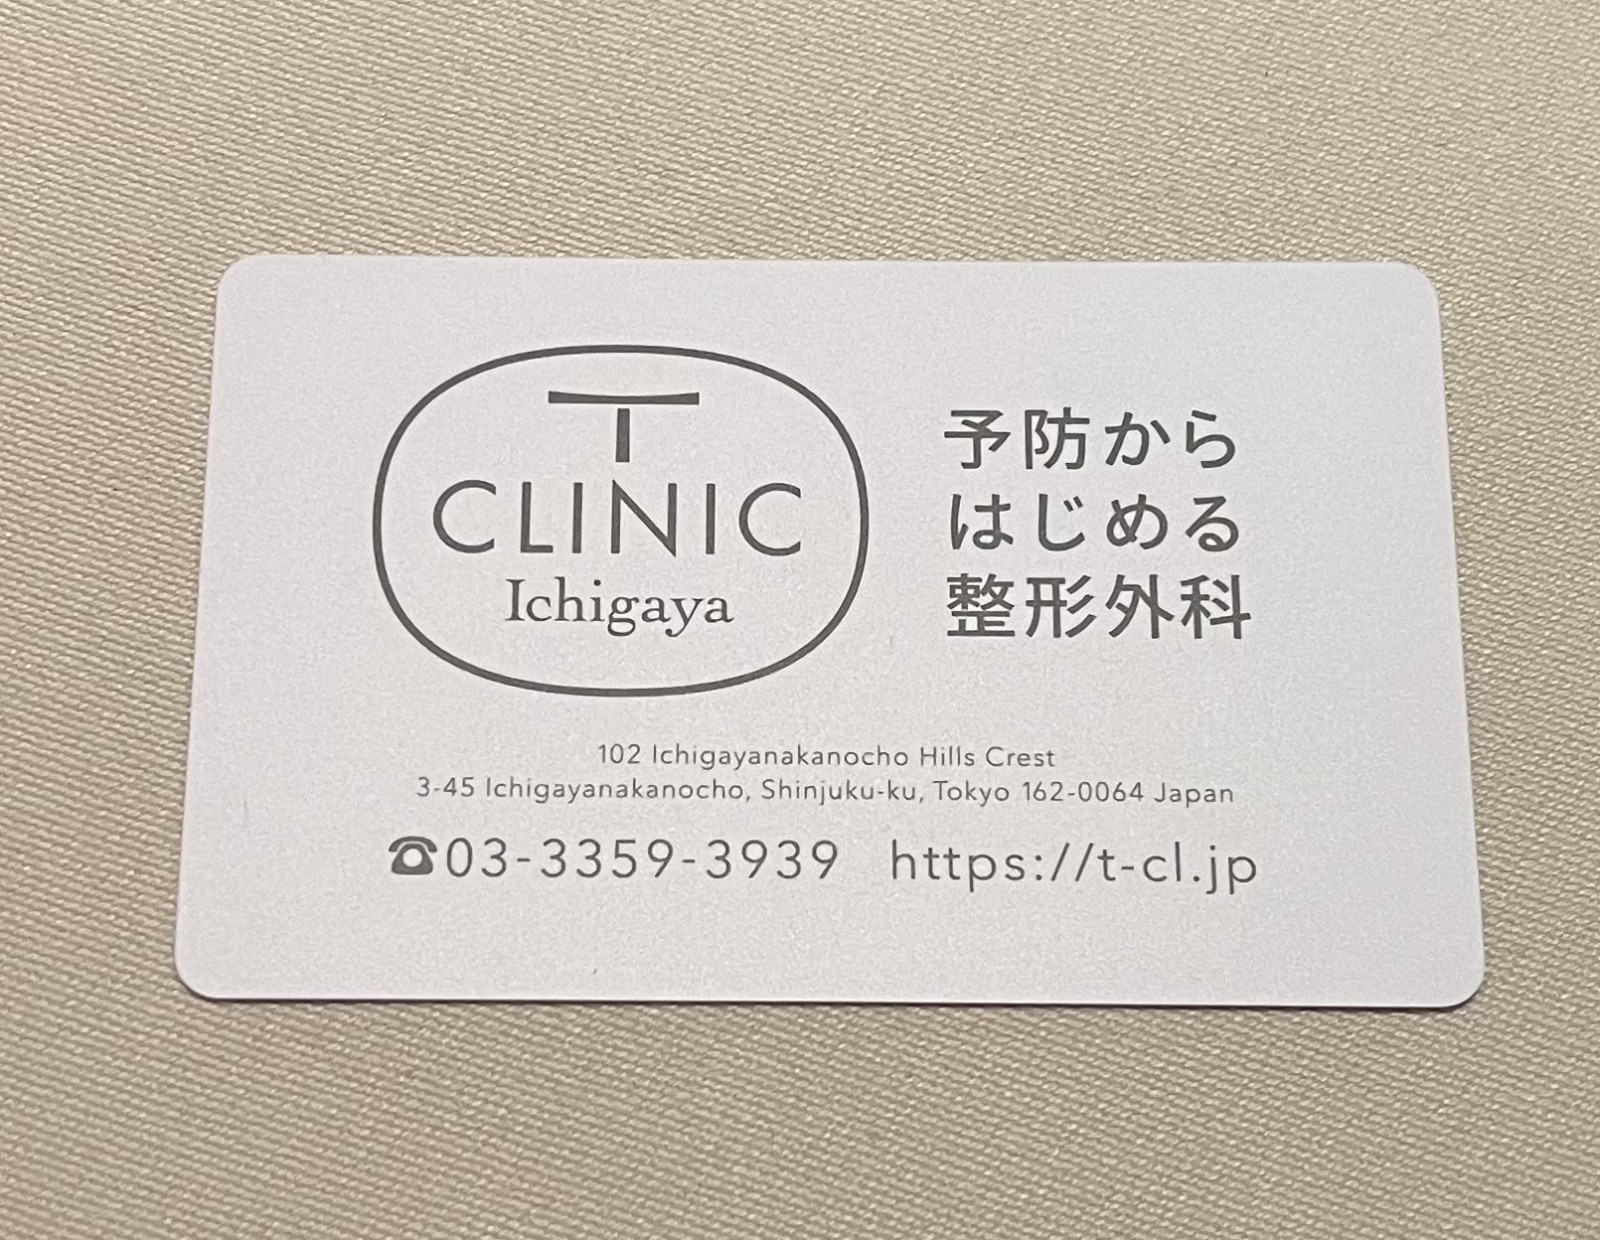 T
CLINIC
Ichigaya
予防から
はじめる
整形外科
102 Ichigayanakanocho Hills Crest
3-45 Ichigayanakanocho, Shinjuku-ku, Tokyo 162-0064 Japan
☎03-3359-3939 https://t-cl.jp